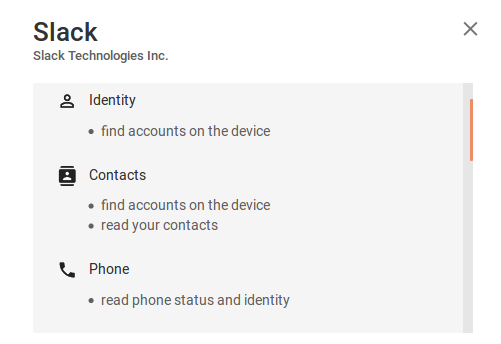 Slack
Slack Technologies Inc.
Identity
find accounts on the device
Contacts
find accounts on the device
read your contacts
Phone
read phone status and identity